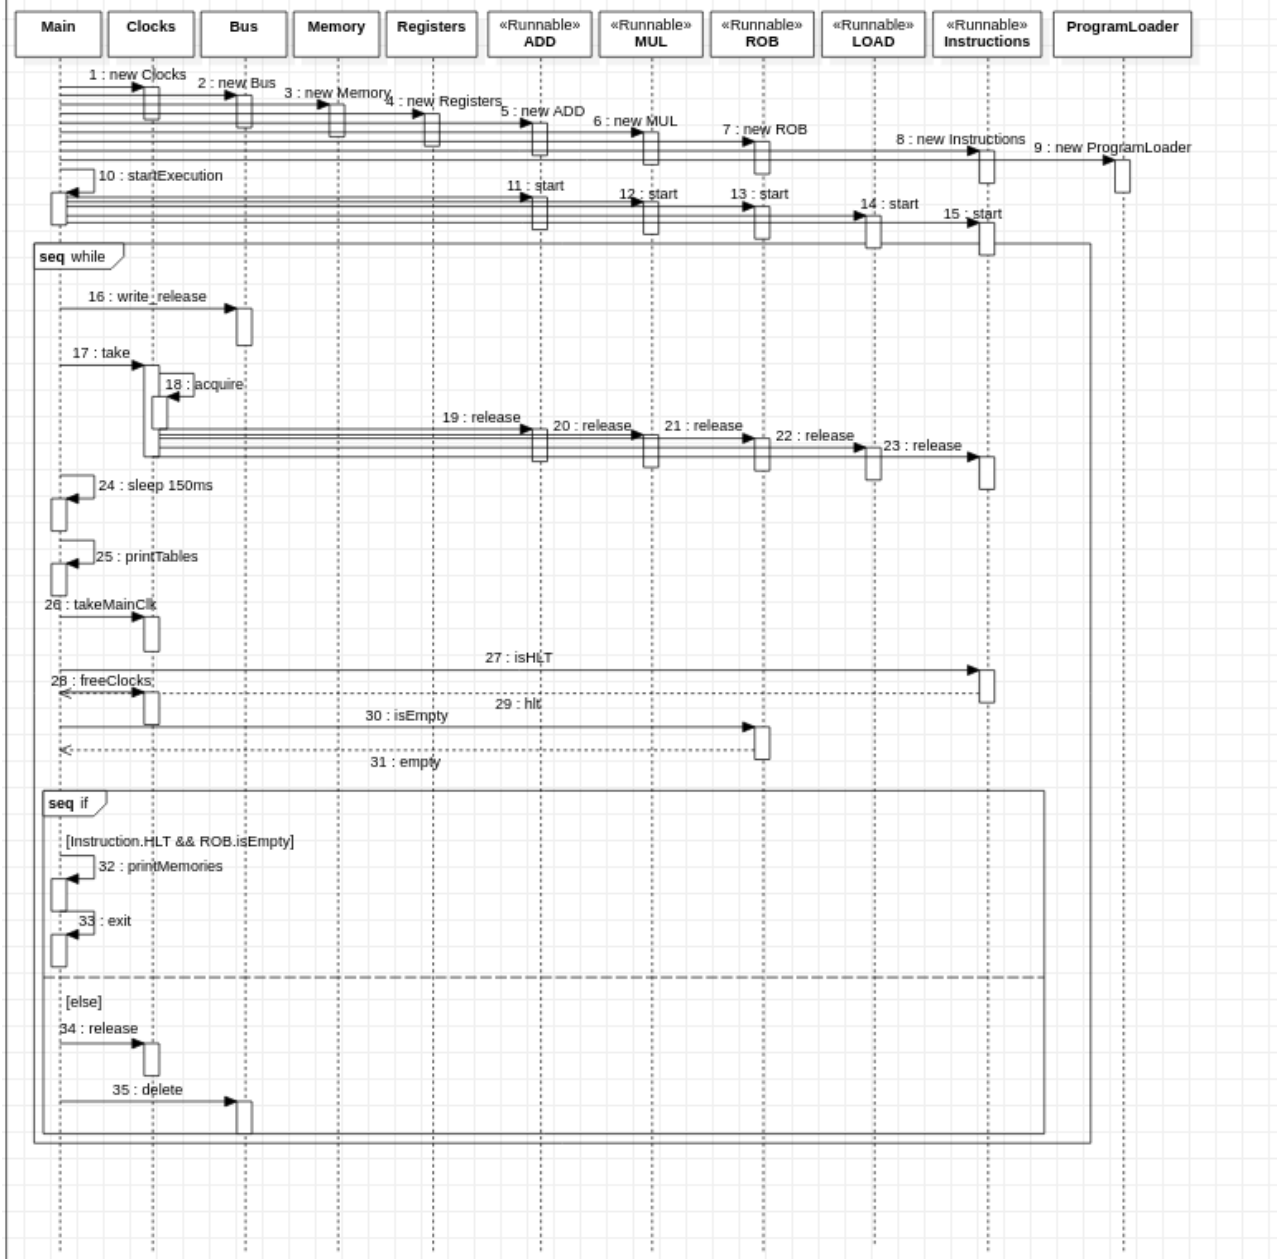 Main
Clocks
Bus
Memory
Registers
«Runnable»
ADD
«Runnable»
MUL
«Runnable»
ROB
«Runnable»
LOAD
«Runnable»
Instructions
ProgramLoader
1 : new Clocks
2 : new Bus
3 : new Memory
4 : new Registers
5 : new ADD
6 : new MUL
7 : new ROB
8 : new Instructions
9 : new ProgramLoader
10 : startExecution
11 : start
12 : start
13 : start
14 : start
15 : start
seq while
16 : write_release
17 : take
18 : acquire
19 : release
20 : release
21 : release
22 : release
23 : release
24 : sleep 150ms
25 : printTables
26 : takeMainClk
27 : isHLT
28 : freeClocks
29 : hlt
30 : isEmpty
31 : empty
seq if
[Instruction.HLT && ROB.isEmpty]
32 : printMemories
33 : exit
[else]
34 : release
35 : delete